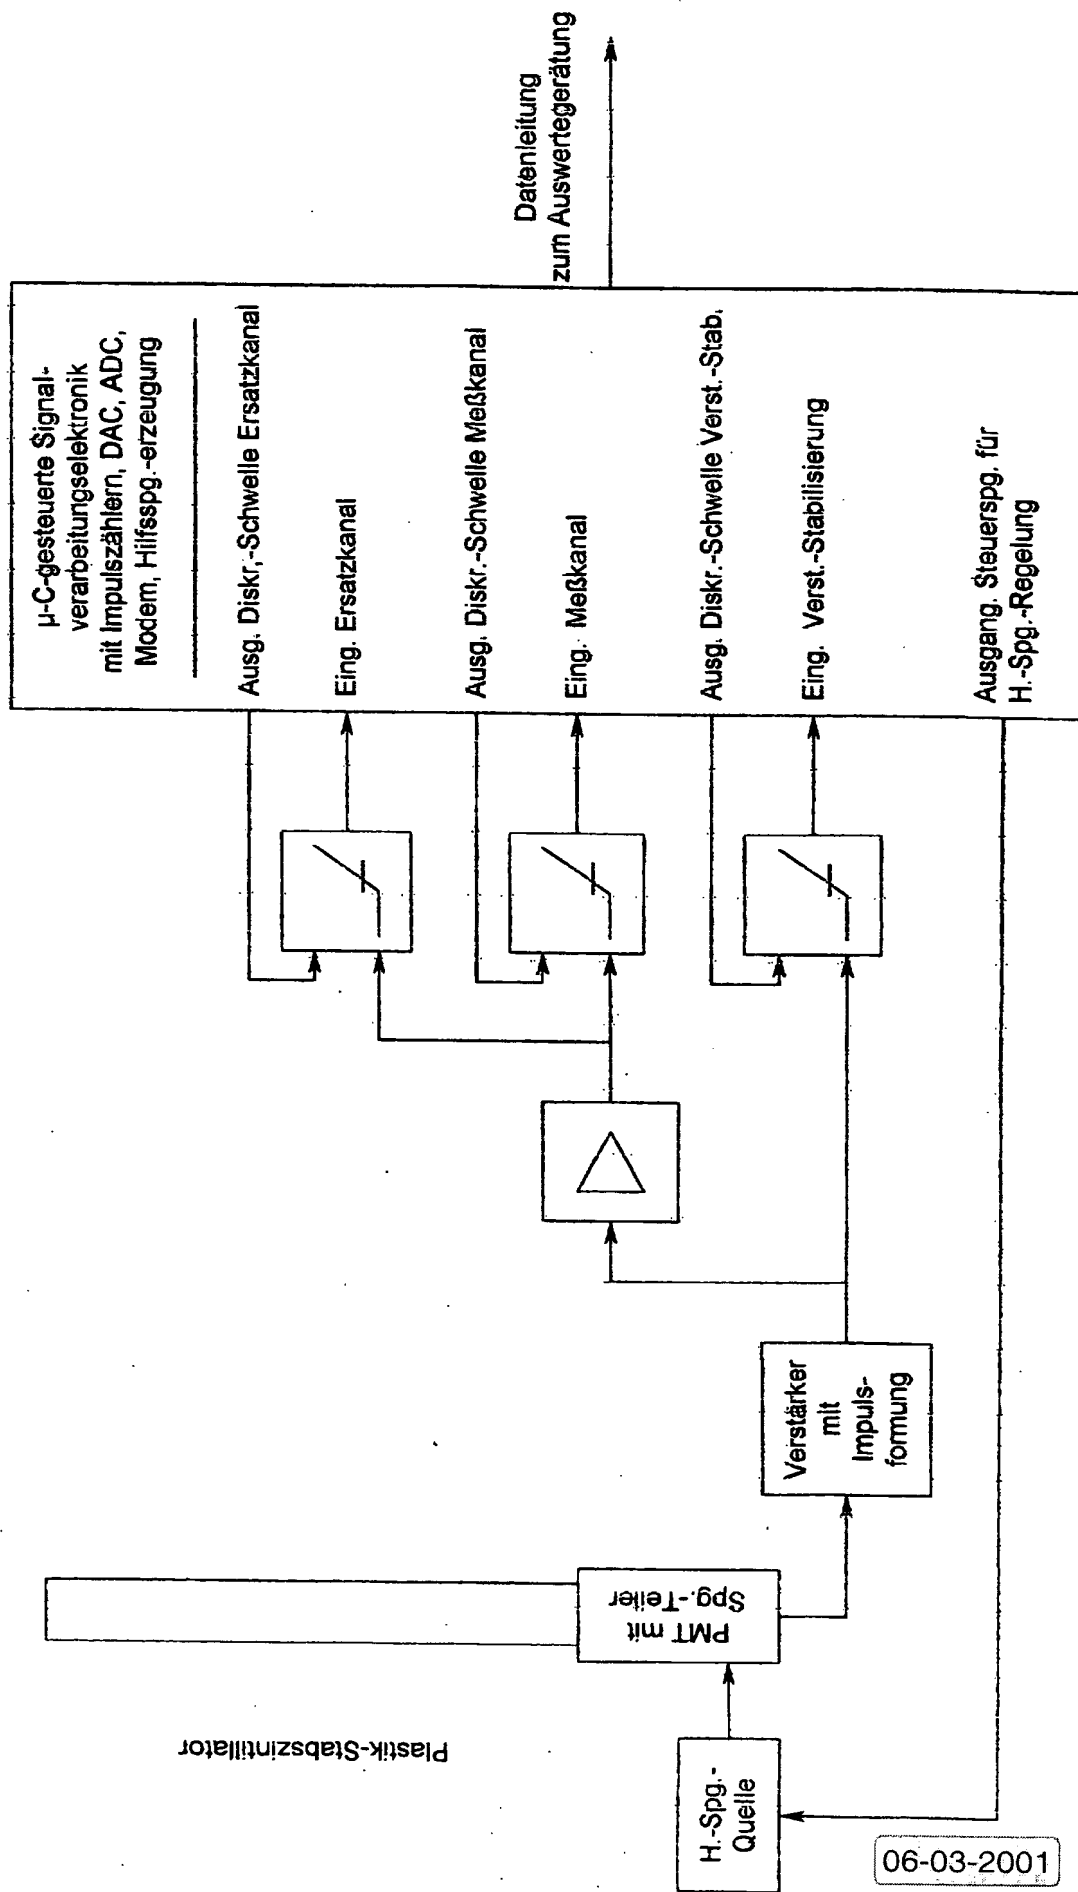 µ-C-gesteuerte Signal-
verarbeitungselektronik
mit Impulszählern, DAC, ADC,
Modem, Hilfsspg.-erzeugung
Ausg. Diskr,-Schwelle Ersatzkanal
Eing. Ersatzkanal
Ausg. Diskr.-Schwelle Meßkanal
Eing. Meßkanal
Ausg. Diskr.-Schwelle Verst.-Stab.
Eing. Verst.-Stabilisierung
Ausgang. Steuerspg. für
H.-Spg.-Regelung
Datenleitung
zum Auswertegerätung
Verstärker
mit
Impuls-
formung
PMT mit
Spg.-Teiler
Plastik-Stabszintillator
H.-Spg.-
Quelle
06-03-2001